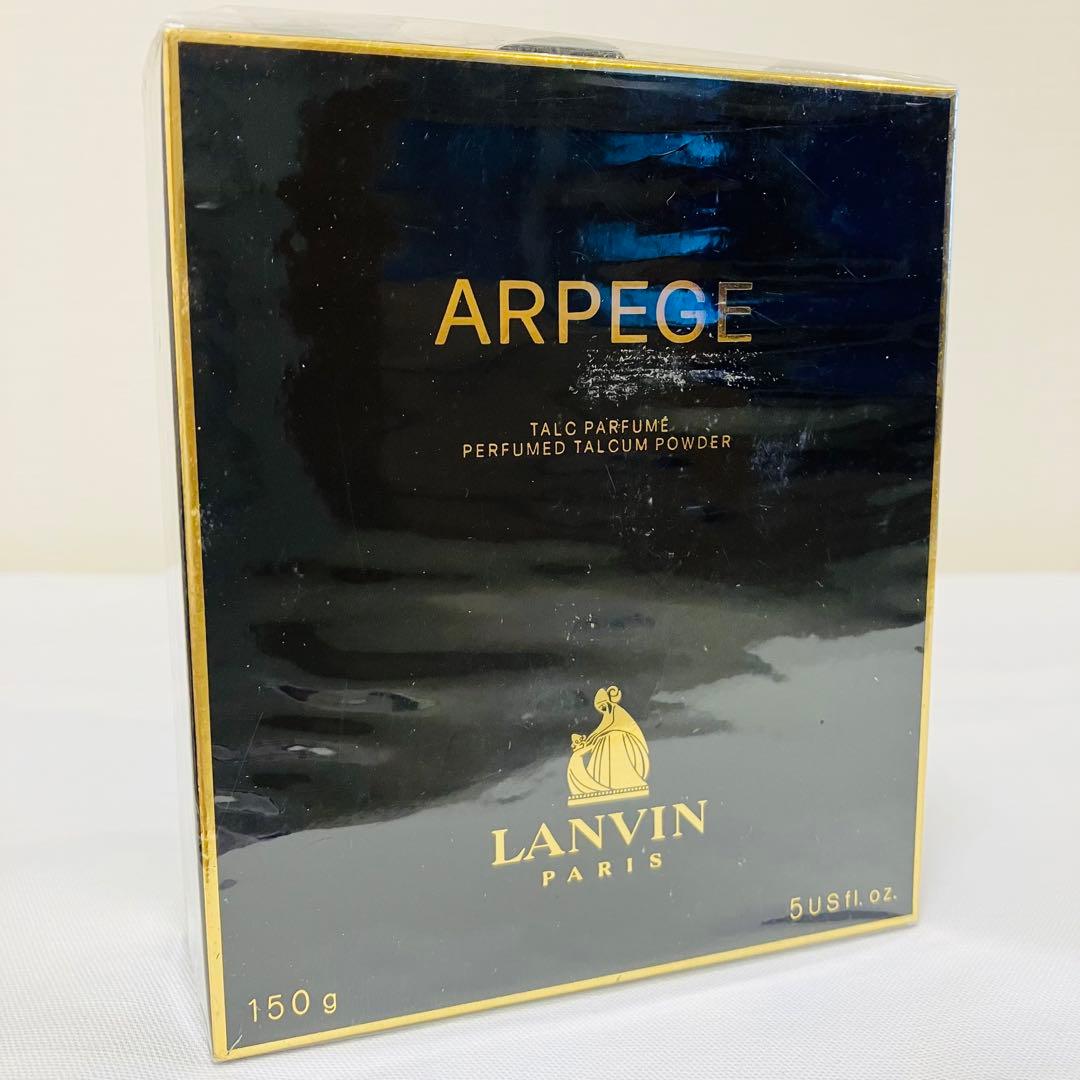 ARPEGE
TALC PARFUMÉ
PERFUMED TALCUM POWDER
LANVIN
PARIS
5 US fl. oz.
150 g